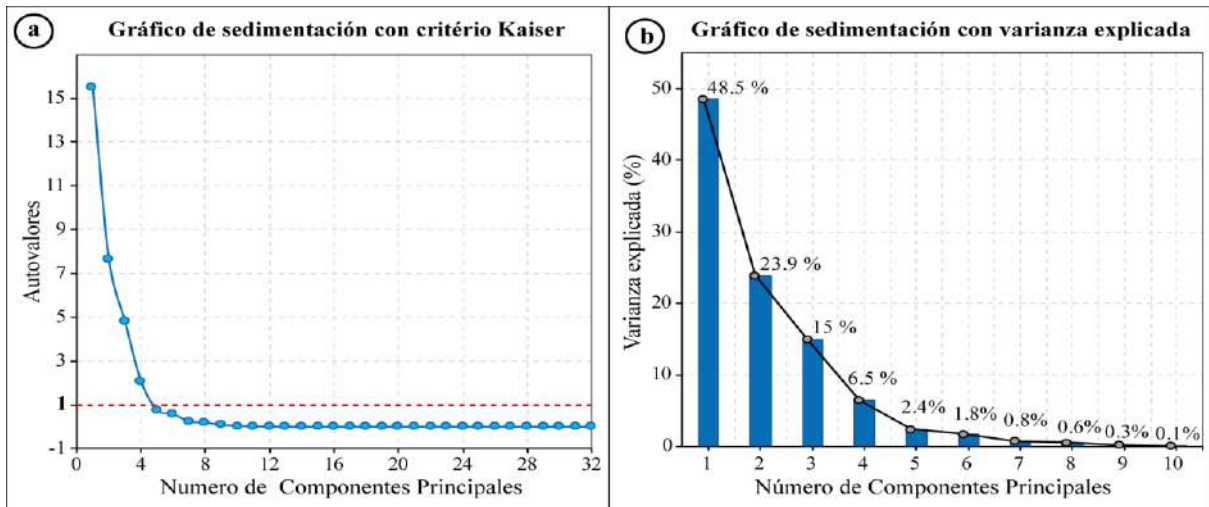 a
Gráfico de sedimentación con critério Kaiser
15
13
11
9
7
5
3
1
-1
Autovalores
0 4 8 12 16 20 24 28 32
Numero de Componentes Principales
b
Gráfico de sedimentación con varianza explicada
50
40
30
20
10
0
Varianza explicada (%)
48.5 %
23.9 %
15 %
6.5 %
2.4%
1.8%
0.8%
0.6%
0.3%
0.1%
1 2 3 4 5 6 7 8 9 10
Número de Componentes Principales